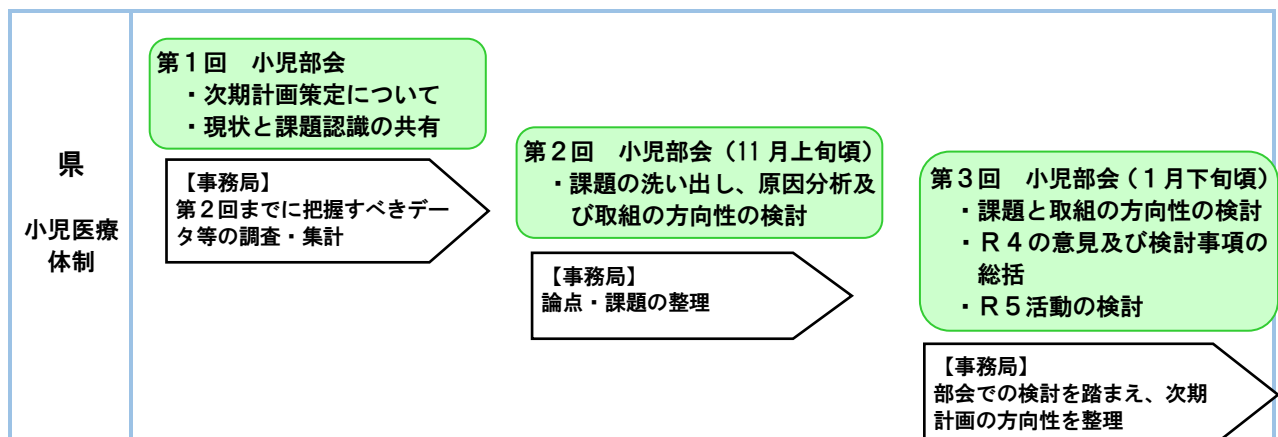 県
小児医療
体制
第１回　小児部会
・次期計画策定について
・現状と課題認識の共有
【事務局】
第２回までに把握すべきデー
タ等の調査・集計
第２回　小児部会（11月上旬頃）
・課題の洗い出し、原因分析及
び取組の方向性の検討
【事務局】
論点・課題の整理
第３回　小児部会（１月下旬頃）
・課題と取組の方向性の検討
・Ｒ４の意見及び検討事項の
総括
・Ｒ５活動の検討
【事務局】
部会での検討を踏まえ、次期
計画の方向性を整理